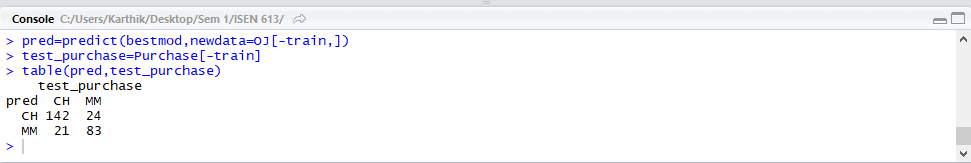 Console C:/Users/Karthik/Desktop/Sem 1/ISEN 613/
> pred=predict(bestmod,newdata=OJ[-train,])
> test_purchase=Purchase[-train]
> table(pred,test_purchase)
    test_purchase
pred  CH  MM
  CH 142  24
  MM  21  83
>